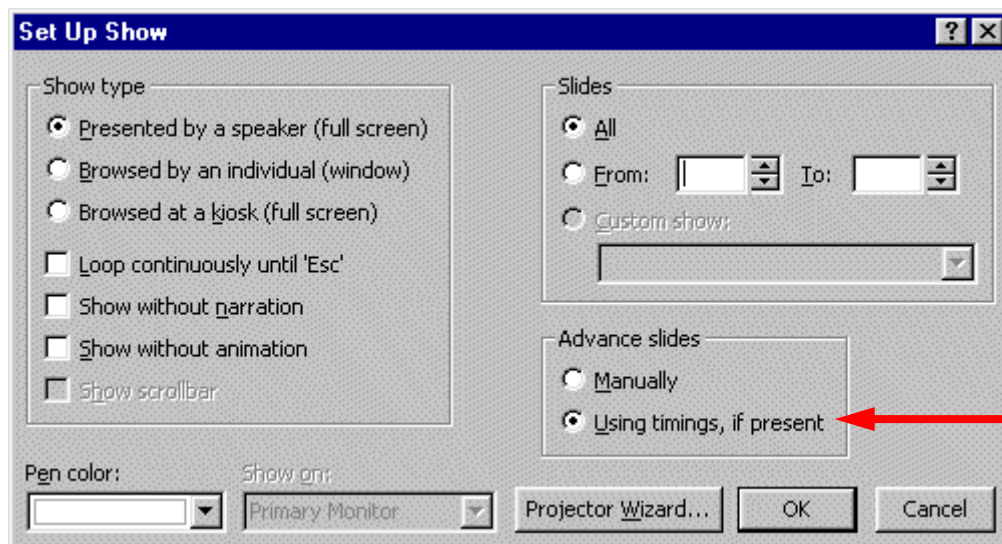 Set Up Show
Show type
Presented by a speaker (full screen)
Browsed by an individual (window)
Browsed at a kiosk (full screen)
Loop continuously until 'Esc'
Show without narration
Show without animation
Show scrollbar
Slides
All
From: To:
Custom show:
Advance slides
Manually
Using timings, if present
Pen color: Show on:
Primary Monitor
Projector Wizard... OK Cancel